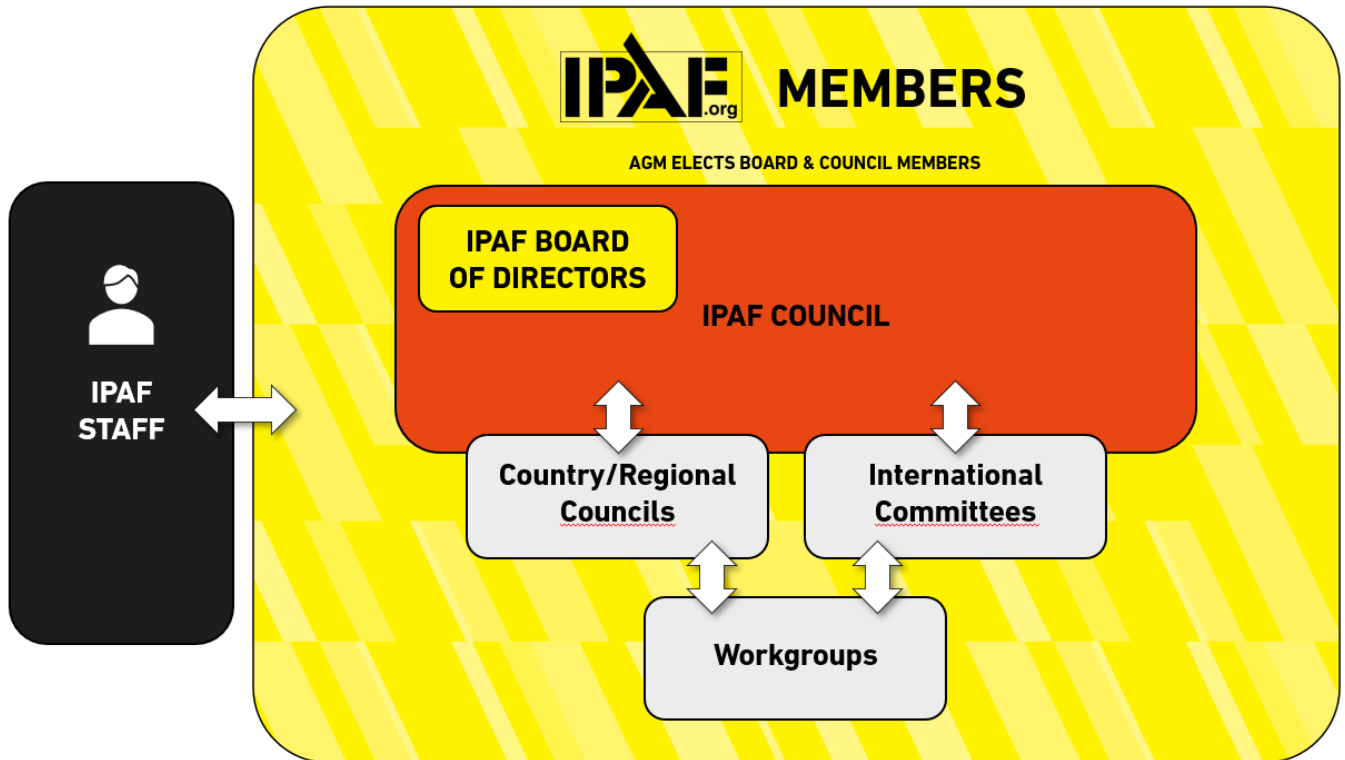 IPAF.org MEMBERS
AGM ELECTS BOARD & COUNCIL MEMBERS
IPAF BOARD
OF DIRECTORS
IPAF COUNCIL
IPAF
STAFF
Country/Regional
Councils
International
Committees
Workgroups